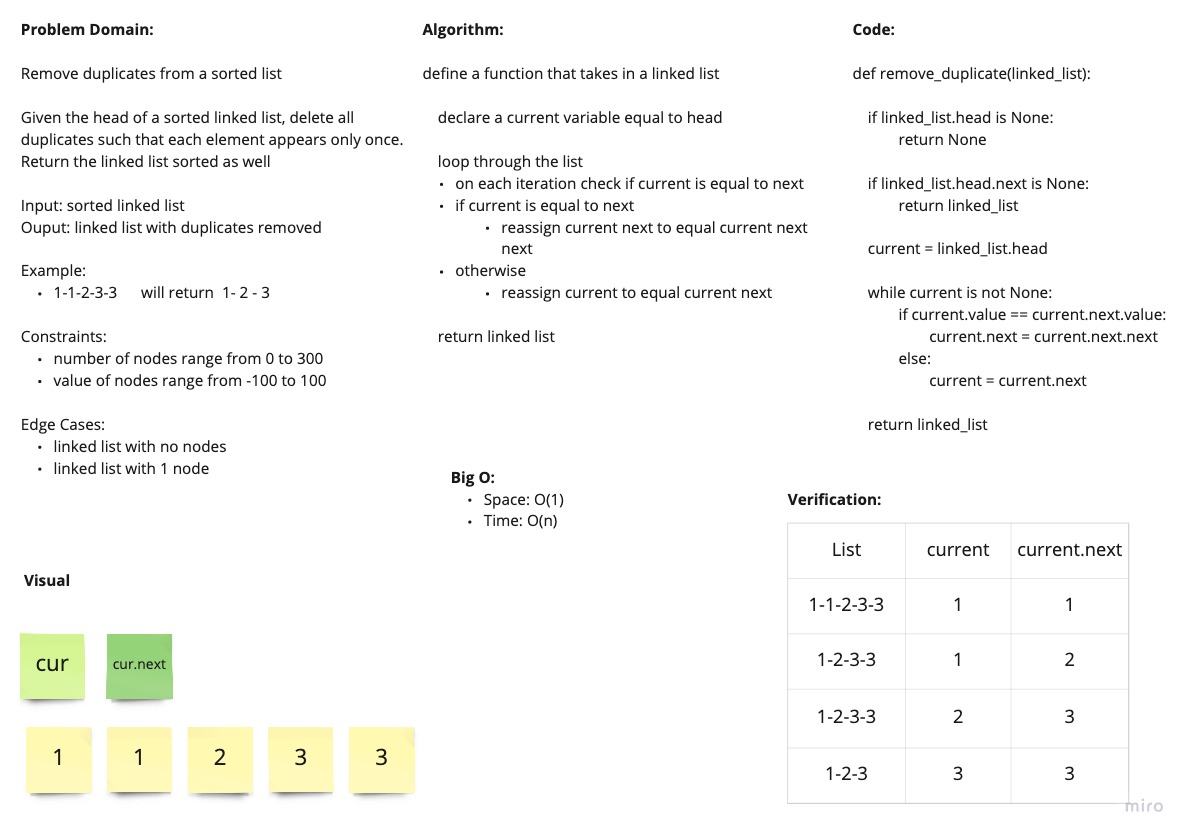 Problem Domain:
Remove duplicates from a sorted list
Given the head of a sorted linked list, delete all
duplicates such that each element appears only once.
Return the linked list sorted as well
Input: sorted linked list
Ouput: linked list with duplicates removed
Example:
• 1-1-2-3-3 will return 1- 2 - 3
Constraints:
• number of nodes range from 0 to 300
• value of nodes range from -100 to 100
Edge Cases:
• linked list with no nodes
• linked list with 1 node
Algorithm:
define a function that takes in a linked list
declare a current variable equal to head
loop through the list
• on each iteration check if current is equal to next
• if current is equal to next
• reassign current next to equal current next
next
• otherwise
• reassign current to equal current next
return linked list
Big O:
• Space: O(1)
• Time: O(n)
Code:
def remove_duplicate(linked_list):
if linked_list.head is None:
return None
if linked_list.head.next is None:
return linked_list
current = linked_list.head
while current is not None:
if current.value == current.next.value:
current.next = current.next.next
else:
current = current.next
return linked_list
Verification:
List current current.next
1-1-2-3-3 1 1
1-2-3-3 1 2
1-2-3-3 2 3
1-2-3 3 3
Visual
cur cur.next
1 1 2 3 3
miro